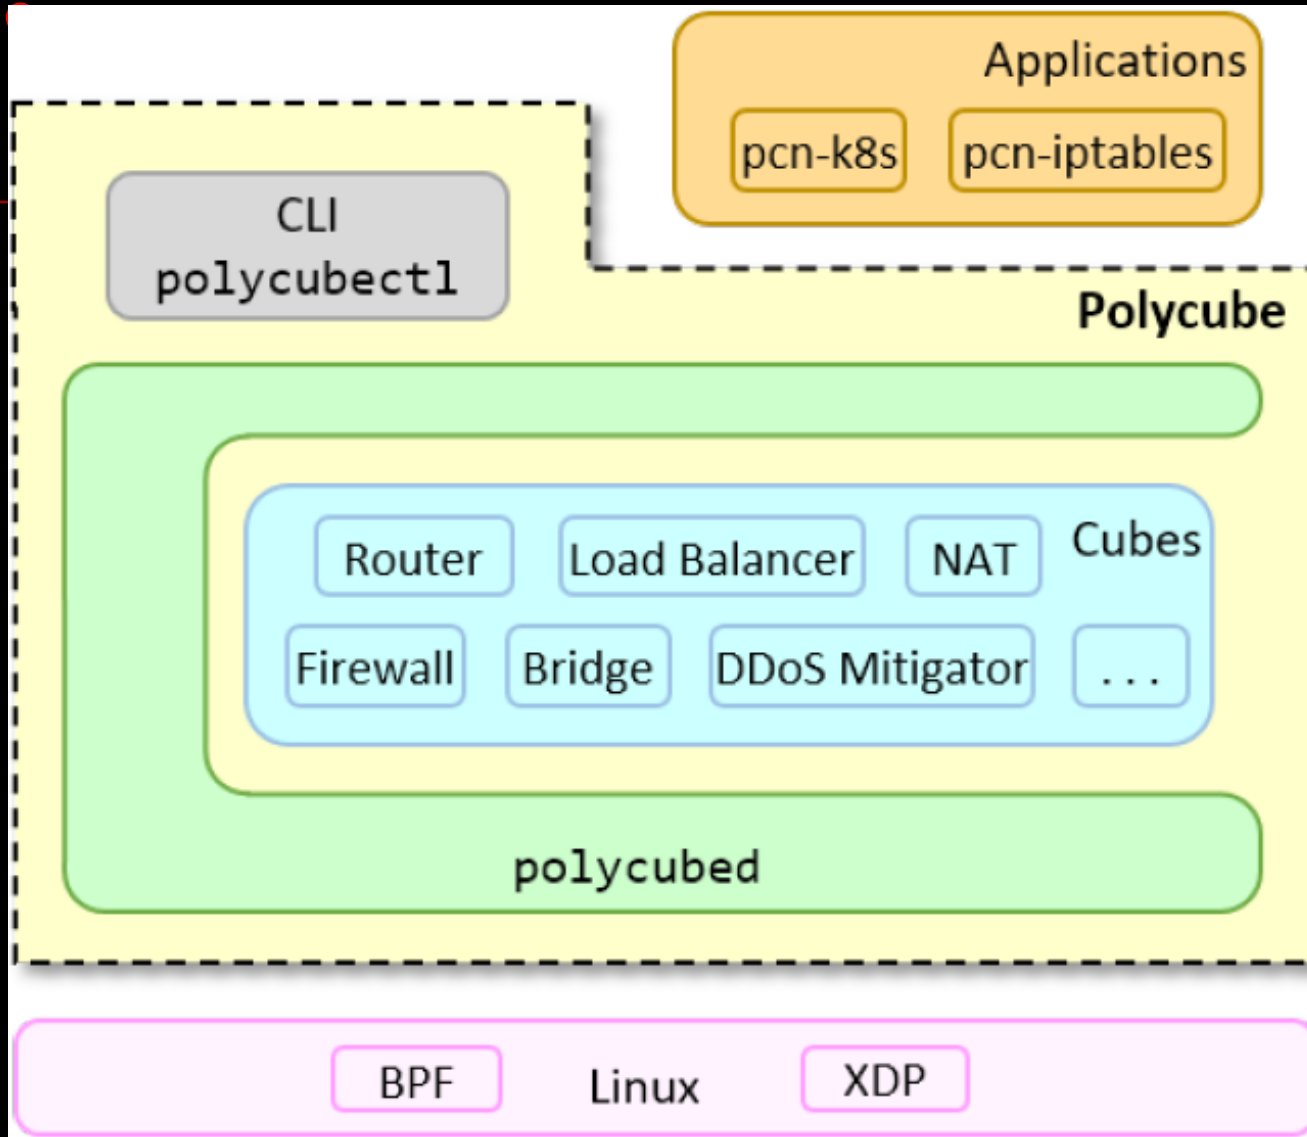 Applications
pcn-k8s pcn-iptables
CLI
polycubectl
Polycube
Cubes
Router Load Balancer NAT
Firewall Bridge DDoS Mitigator ...
polycubed
BPF Linux XDP